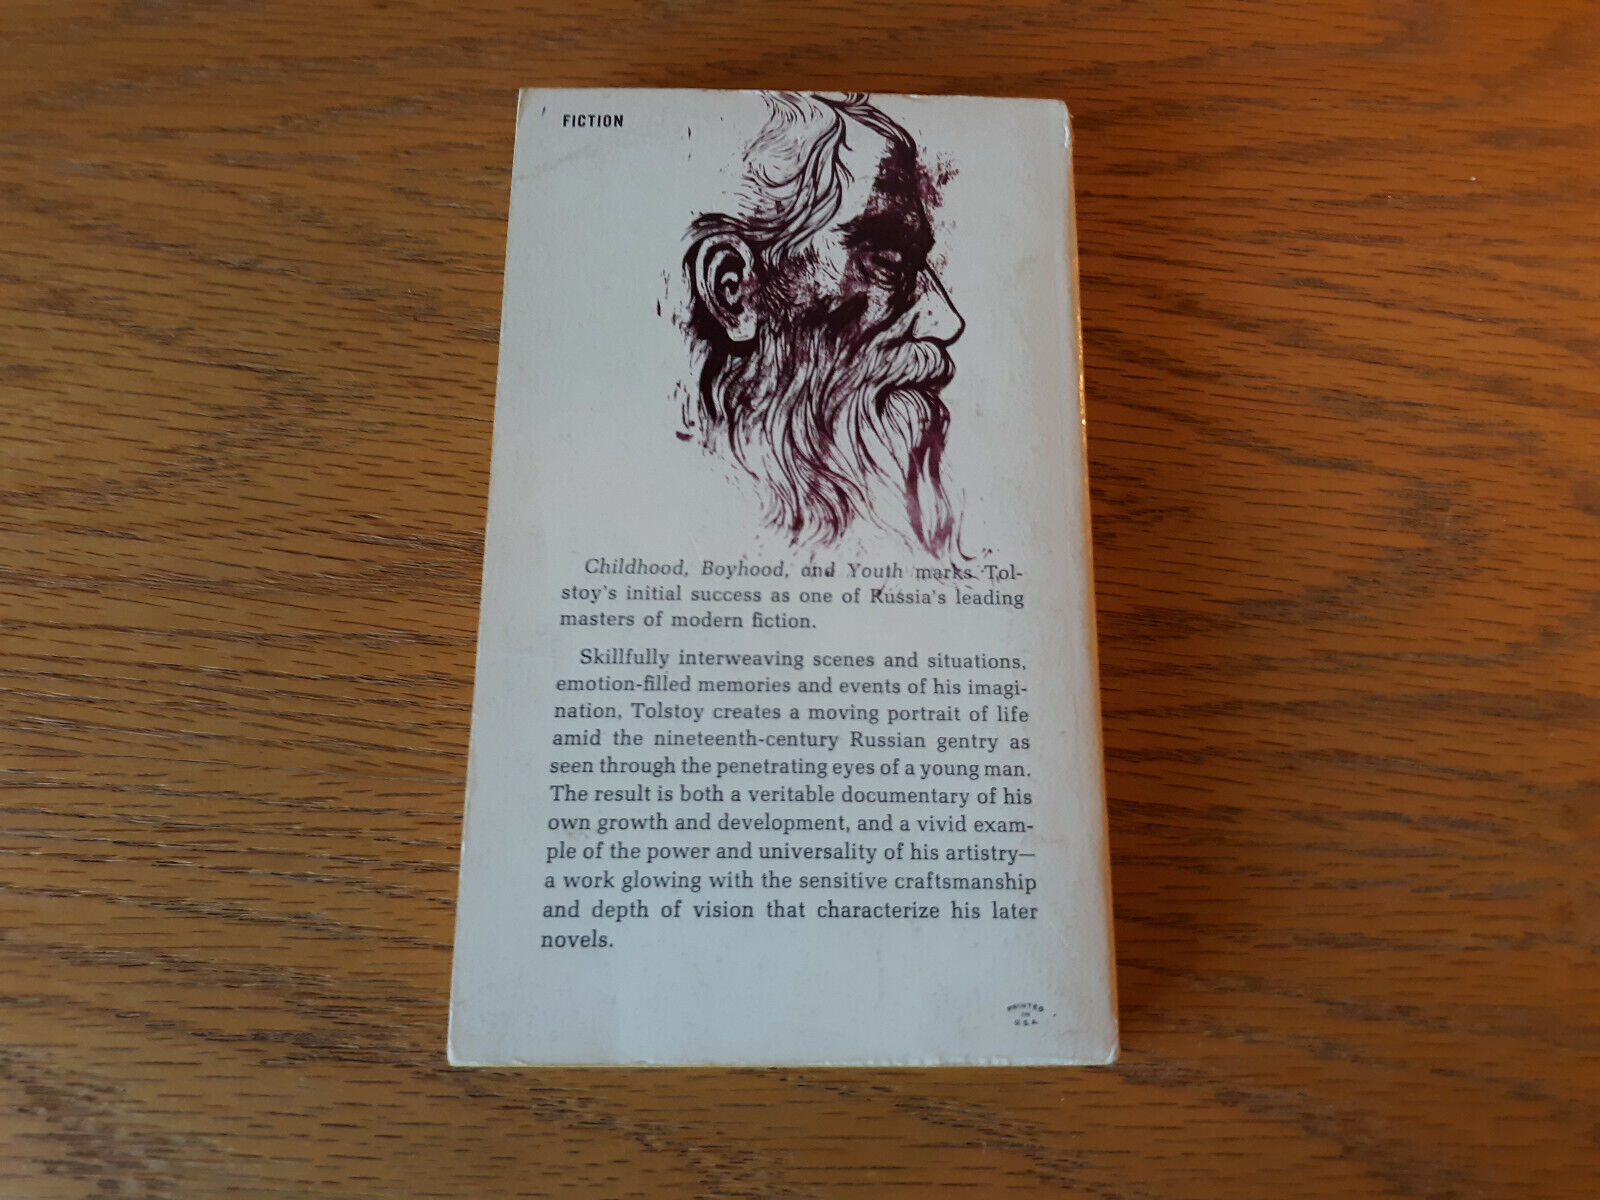 FICTION
Childhood, Boyhood, and Youth marks Tol-
stoy's initial success as one of Russia's leading
masters of modern fiction.
Skillfully interweaving scenes and situations,
emotion-filled memories and events of his imagi-
nation, Tolstoy creates a moving portrait of life
amid the nineteenth-century Russian gentry as
seen through the penetrating eyes of a young man.
The result is both a veritable documentary of his
own growth and development, and a vivid exam-
ple of the power and universality of his artistry—
a work glowing with the sensitive craftsmanship
and depth of vision that characterize his later
novels.
PRINTED
IN
U.S.A.